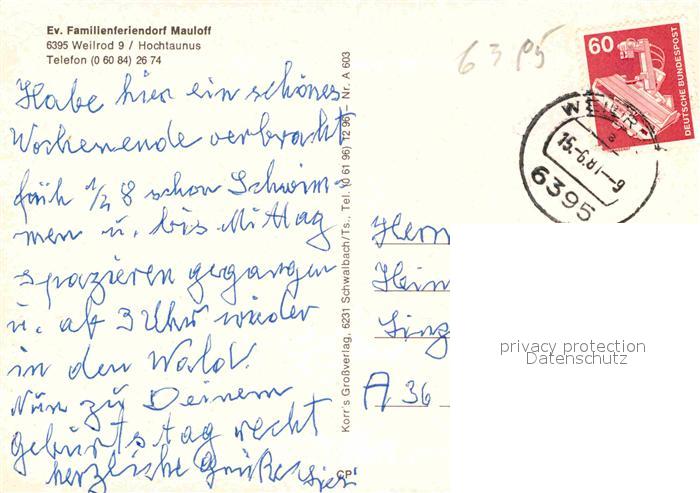 Ev. Familienferiendorf Mauloff
6395 Weilrod 9 / Hochtaunus
Telefon (0 60 84) 26 74
Habe hier ein schönes
Wochenende verbracht,
früh ½ 8 schon Schwim-
men u. bis Mittag
spazieren gegangen
u. ab 3 Uhr wieder
in den Wald.
Nun zu Deinem
geburtstag recht
herzliche Grüße
Korr's Großverlag, 6231 Schwalbach/Ts., Tel. (0 61 96) 12 96 – Nr. A 603
CP
63 95
60
DEUTSCHE BUNDESPOST
WEILR
15.-6.81-9
6395
Herrn
Hein
A 36
privacy protection
Datenschutz